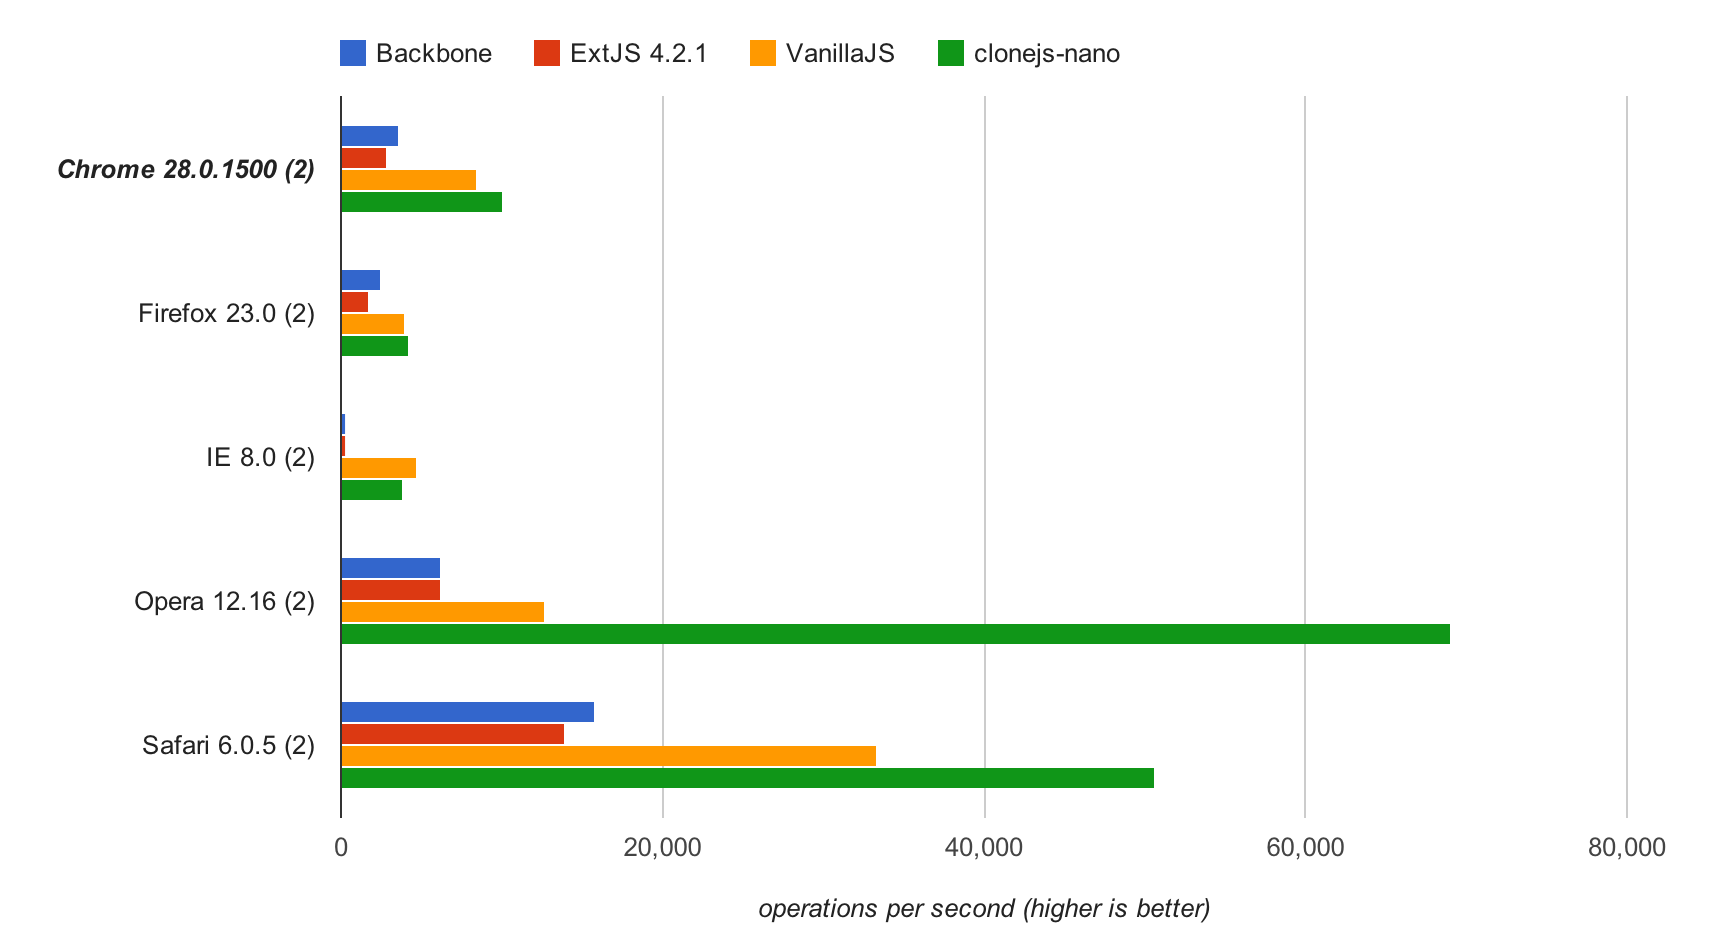 Backbone ExtJS 4.2.1 VanillaJS clonejs-nano
Chrome 28.0.1500 (2)
Firefox 23.0 (2)
IE 8.0 (2)
Opera 12.16 (2)
Safari 6.0.5 (2)
0 20,000 40,000 60,000 80,000
operations per second (higher is better)